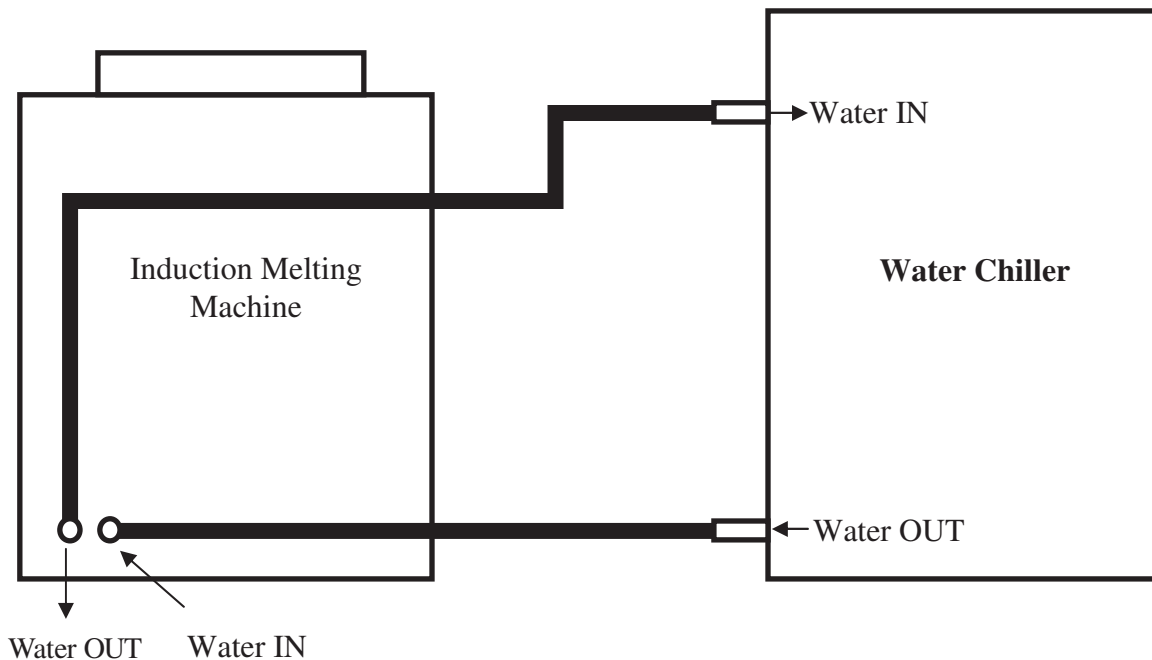 Water IN
Induction Melting
Machine
Water Chiller
Water OUT
Water OUT
Water IN